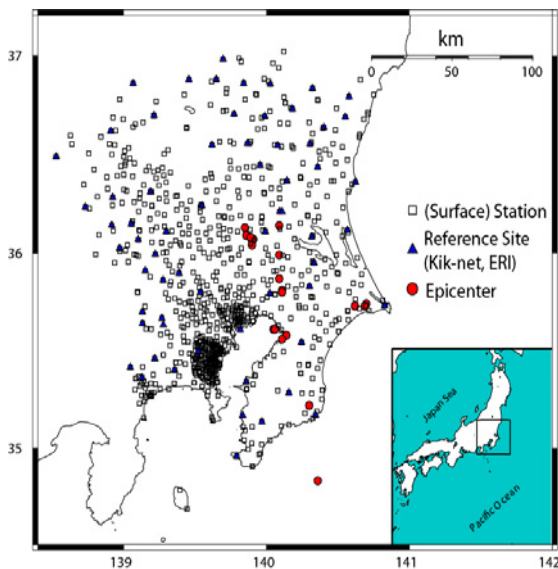 37
36
35
139
140
141
142
km
0 60 100
(Surface) Station
Reference Site
(Kik-net, ERI)
Epicenter
Japan Sea
Pacific Ocean